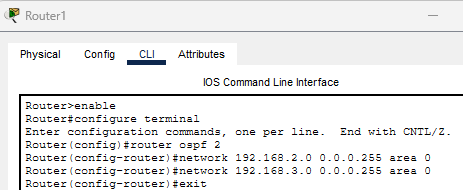 Router1
Physical Config CLI Attributes
IOS Command Line Interface
Router>enable
Router#configure terminal
Enter configuration commands, one per line.  End with CNTL/Z.
Router(config)#router ospf 2
Router(config-router)#network 192.168.2.0 0.0.0.255 area 0
Router(config-router)#network 192.168.3.0 0.0.0.255 area 0
Router(config-router)#exit